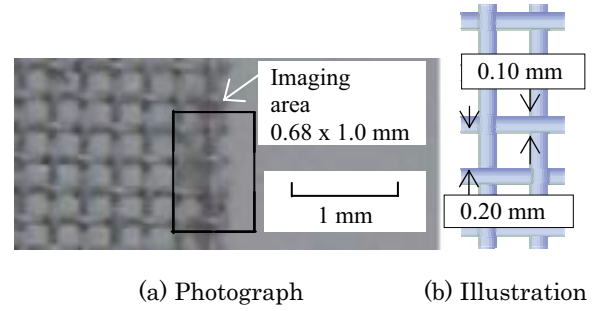 Imaging
area
0.68 x 1.0 mm
1 mm
0.10 mm
0.20 mm
(a) Photograph
(b) Illustration